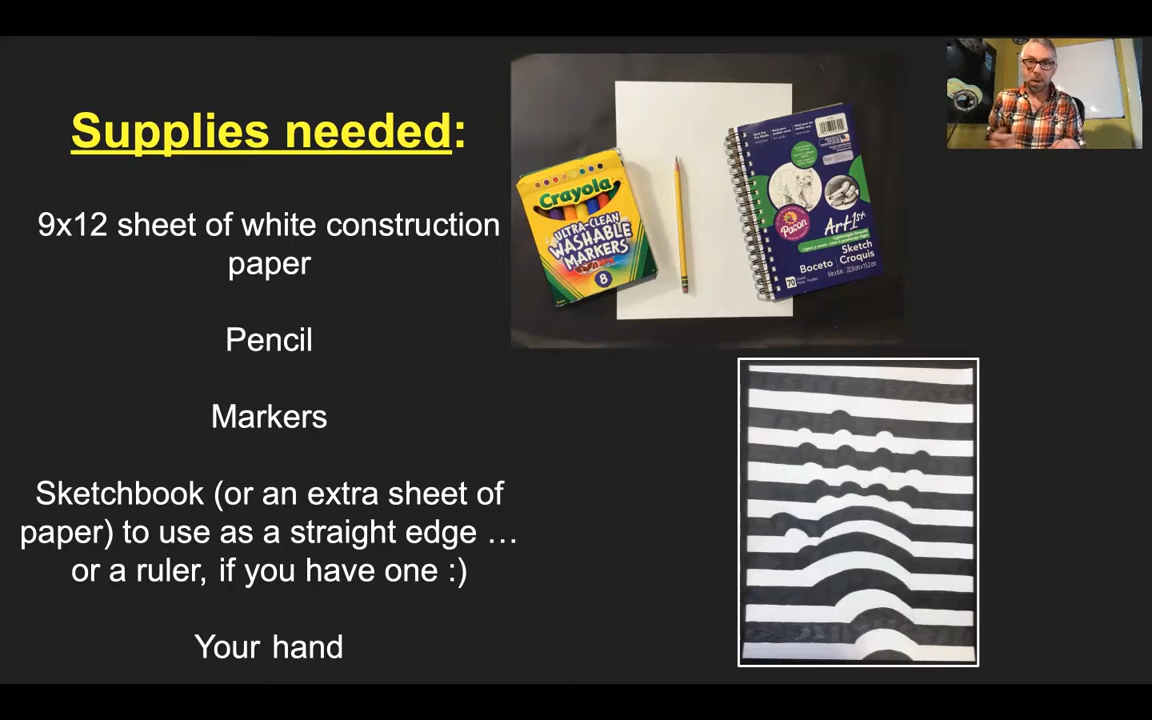 Supplies needed:
9x12 sheet of white construction
paper
Pencil
Markers
Sketchbook (or an extra sheet of
paper) to use as a straight edge …
or a ruler, if you have one :)
Your hand
Crayola
ULTRA-CLEAN
WASHABLE
MARKERS
8
Pacon
Art1st
Sketch
Boceto Croquis
70